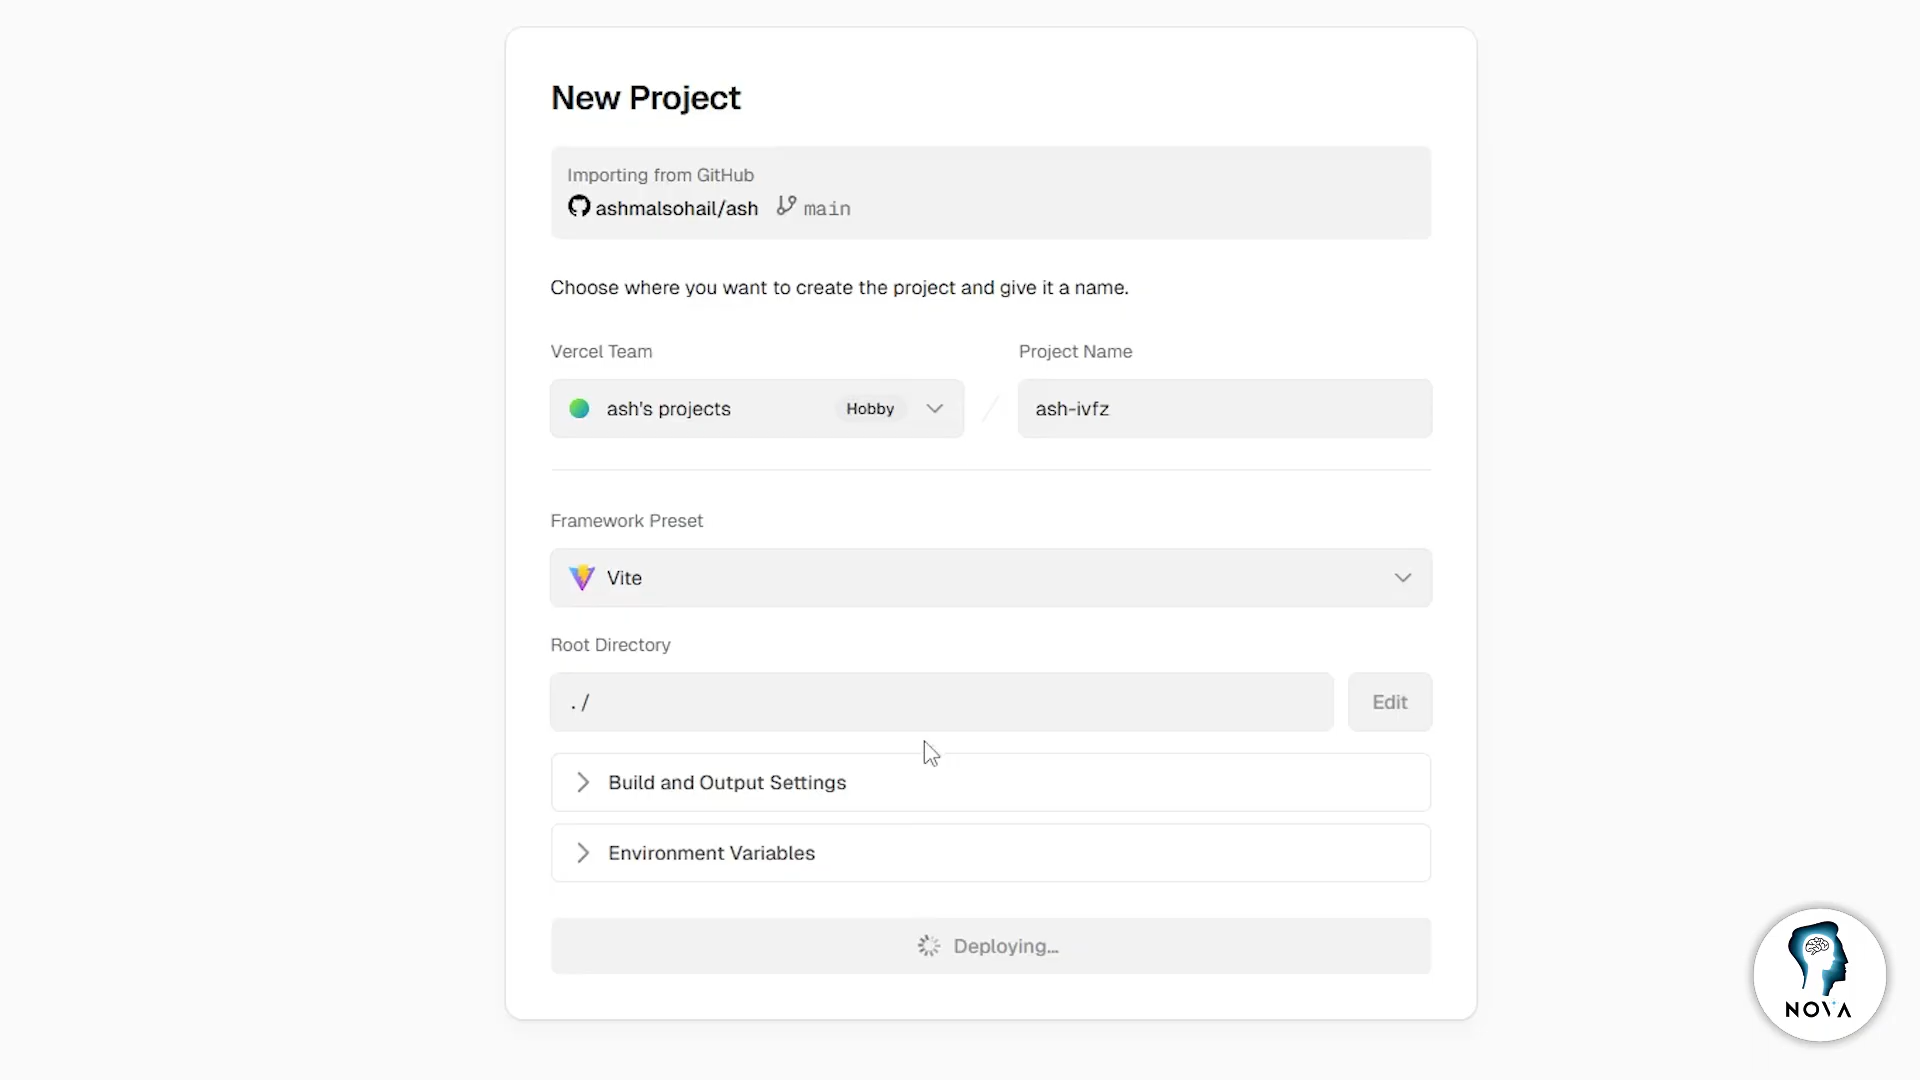 New Project
Importing from GitHub
ashmalsohail/ash main
Choose where you want to create the project and give it a name.
Vercel Team
Project Name
ash's projects Hobby
ash-ivfz
Framework Preset
Vite
Root Directory
./
Edit
Build and Output Settings
Environment Variables
Deploying...
NOVA